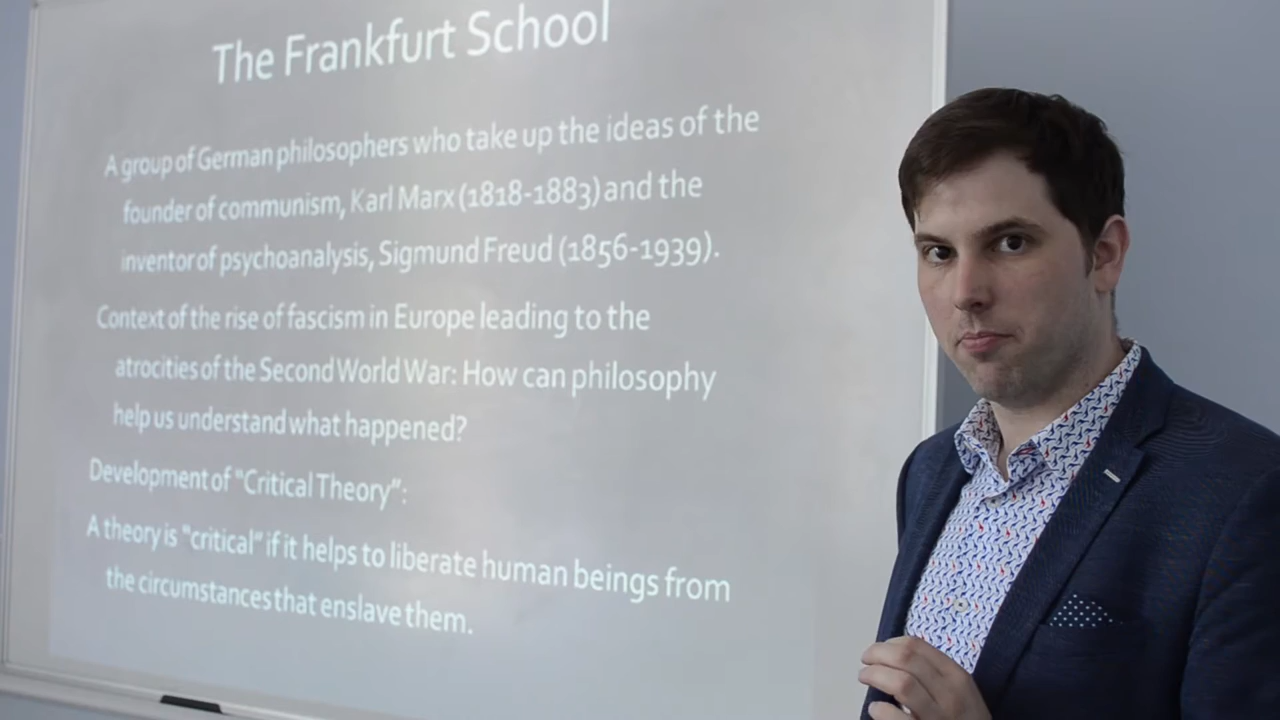 The Frankfurt School
A group of German philosophers who take up the ideas of the
founder of communism, Karl Marx (1818-1883) and the
inventor of psychoanalysis, Sigmund Freud (1856-1939).
Context of the rise of fascism in Europe leading to the
atrocities of the Second World War: How can philosophy
help us understand what happened?
Development of "Critical Theory":
A theory is "critical" if it helps to liberate human beings from
the circumstances that enslave them.